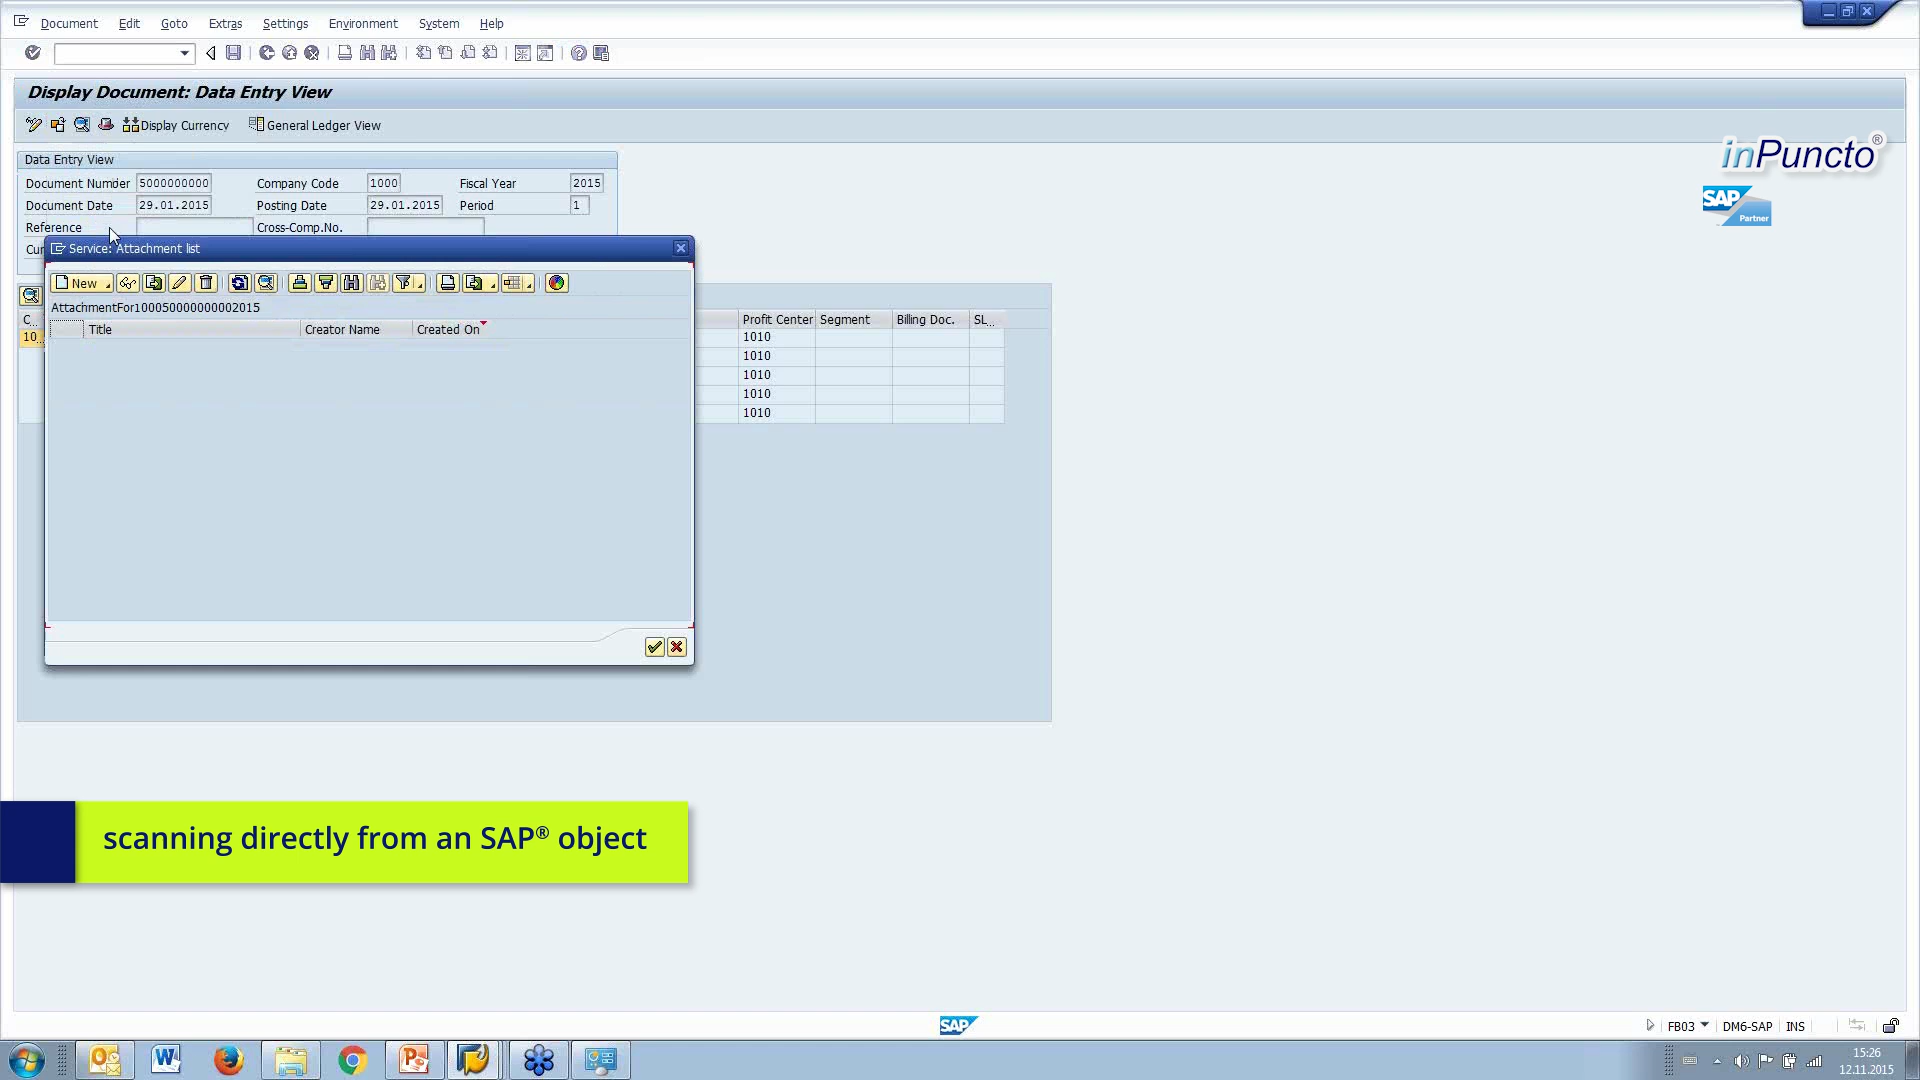 Document Edit Goto Extras Settings Environment System Help
Display Document: Data Entry View
Display Currency General Ledger View
inPuncto®
SAP Partner
Data Entry View
Document Number 5000000000 Company Code 1000 Fiscal Year 2015
Document Date 29.01.2015 Posting Date 29.01.2015 Period 1
Reference Cross-Comp.No.
Cur
Service: Attachment list
New
AttachmentFor100050000000002015
Title Creator Name Created On
C.. Profit Center Segment Billing Doc. SL..
10.. 1010
1010
1010
1010
1010
scanning directly from an SAP® object
SAP
FB03 DM6-SAP INS
15:26
12.11.2015